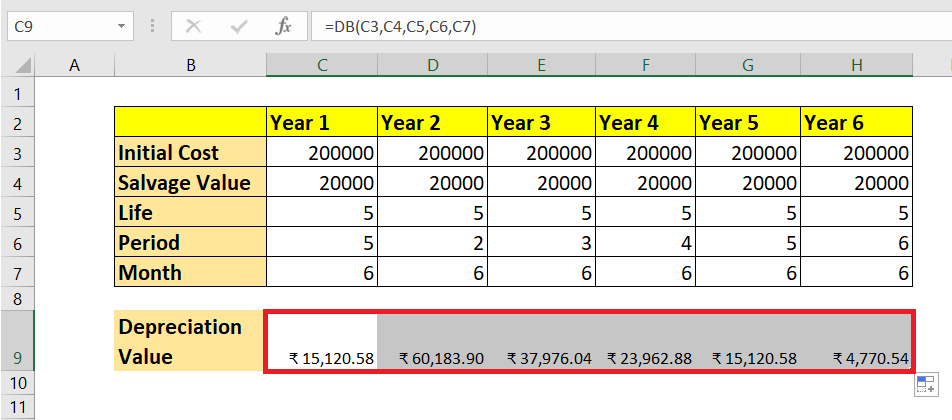 C9 fx =DB(C3,C4,C5,C6,C7)
A B C D E F G H
1
2 Year 1 Year 2 Year 3 Year 4 Year 5 Year 6
3 Initial Cost 200000 200000 200000 200000 200000 200000
4 Salvage Value 20000 20000 20000 20000 20000 20000
5 Life 5 5 5 5 5 5
6 Period 5 2 3 4 5 6
7 Month 6 6 6 6 6 6
8
Depreciation
9 Value ₹ 15,120.58 ₹ 60,183.90 ₹ 37,976.04 ₹ 23,962.88 ₹ 15,120.58 ₹ 4,770.54
10
11